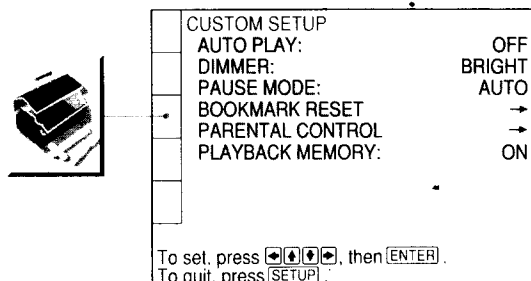 CUSTOM SETUP
AUTO PLAY: OFF
DIMMER: BRIGHT
PAUSE MODE: AUTO
BOOKMARK RESET →
PARENTAL CONTROL →
PLAYBACK MEMORY: ON
To set, press ←↑↓→, then ENTER.
To quit, press SETUP.